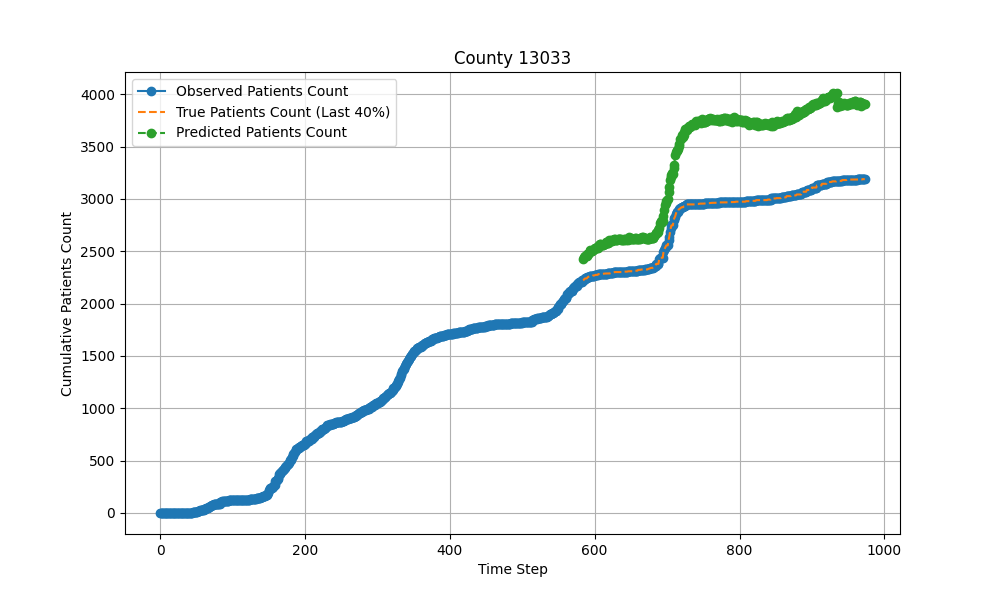 County 13033
Observed Patients Count
True Patients Count (Last 40%)
Predicted Patients Count
Cumulative Patients Count
4000
3500
3000
2500
2000
1500
1000
500
0
0 200 400 600 800 1000
Time Step